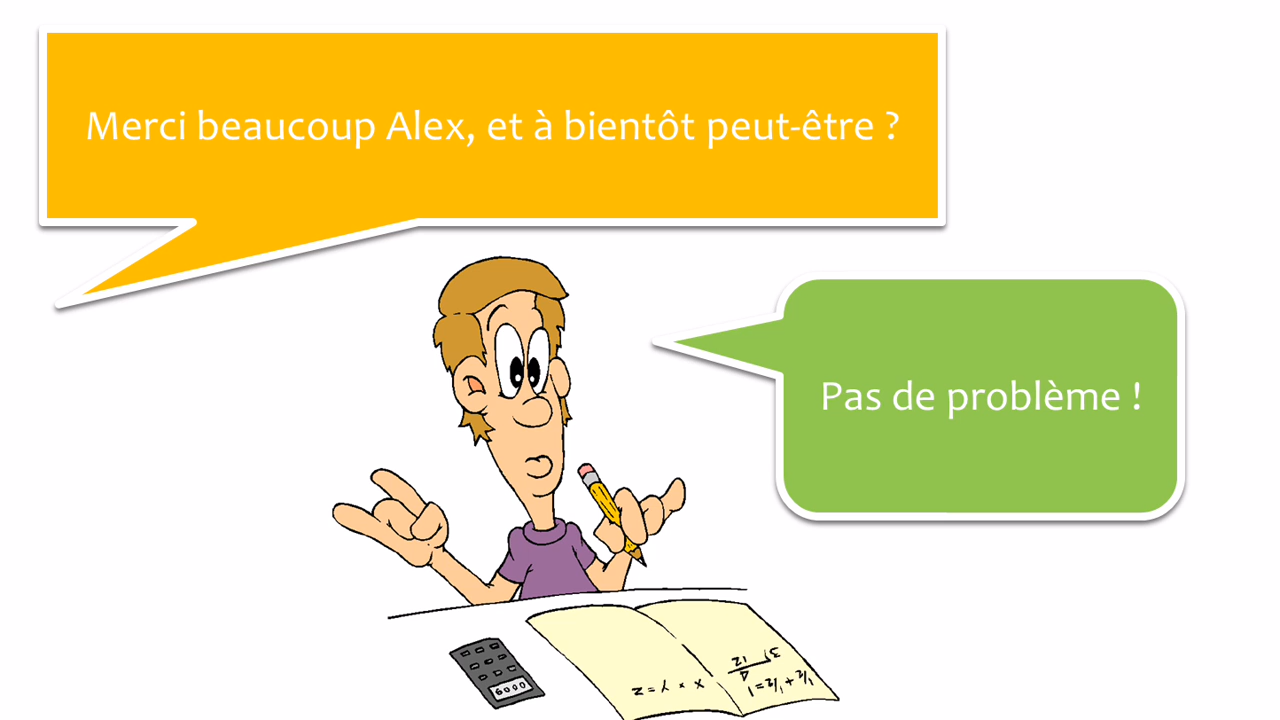 Merci beaucoup Alex, et à bientôt peut-être ?
Pas de problème !